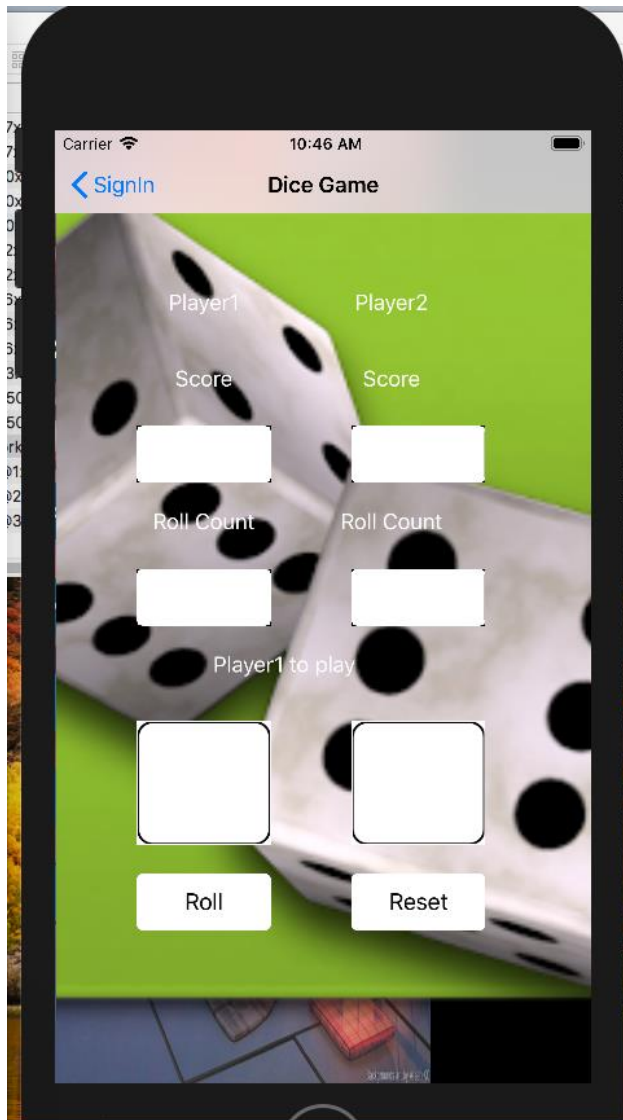 Carrier 10:46 AM
SignIn Dice Game
Player1 Player2
Score Score
Roll Count Roll Count
Player1 to play
Roll Reset